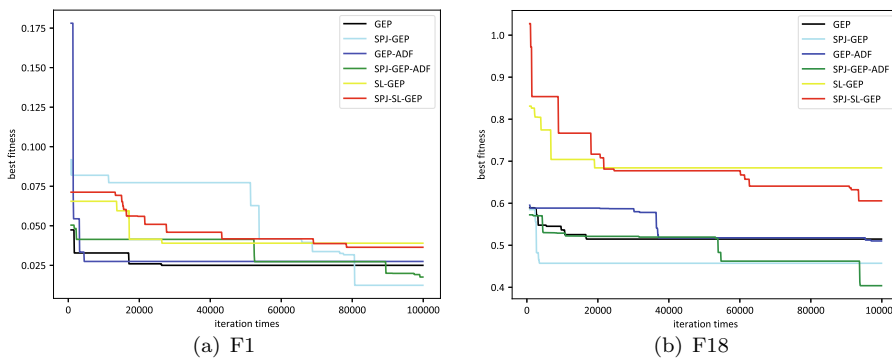 GEP
SPJ-GEP
GEP-ADF
SPJ-GEP-ADF
SL-GEP
SPJ-SL-GEP
best fitness
0.175
0.150
0.125
0.100
0.075
0.050
0.025
0
20000
40000
60000
80000
100000
iteration times
(a) F1
GEP
SPJ-GEP
GEP-ADF
SPJ-GEP-ADF
SL-GEP
SPJ-SL-GEP
best fitness
1.0
0.9
0.8
0.7
0.6
0.5
0.4
0
20000
40000
60000
80000
100000
iteration times
(b) F18